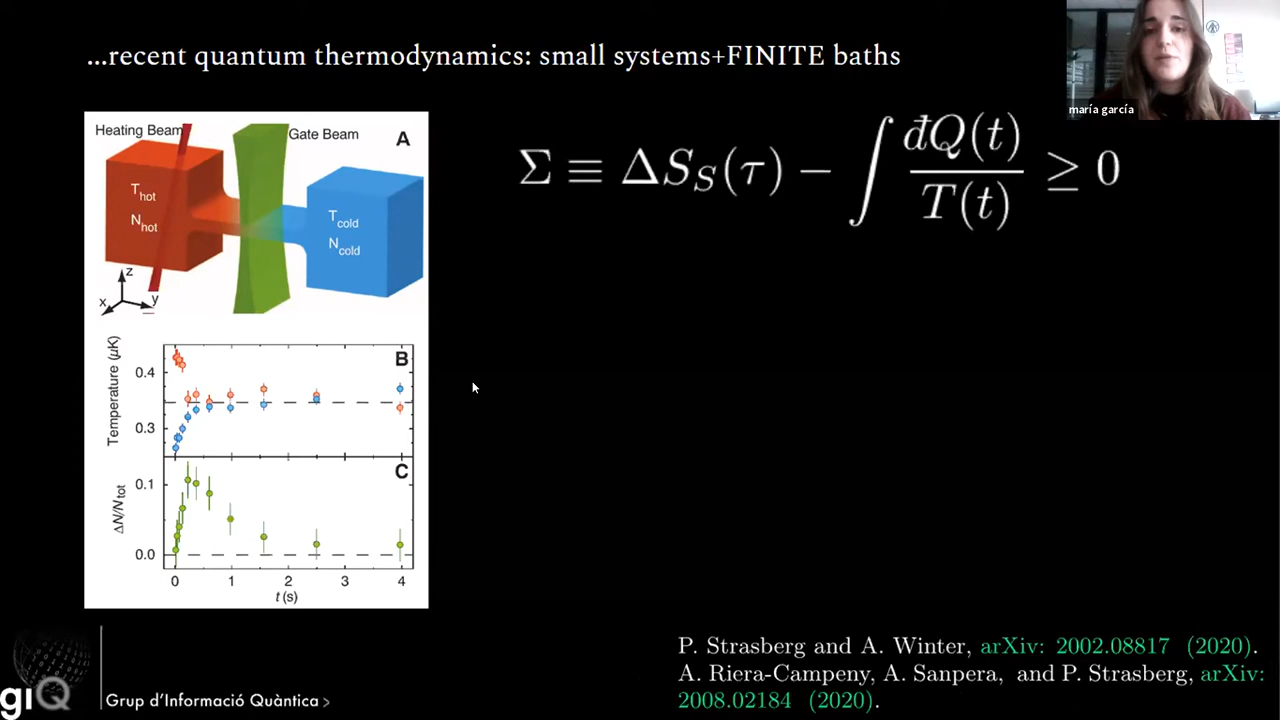 ...recent quantum thermodynamics: small systems+FINITE baths
maría garcía
Heating Beam
Gate Beam
A
T_hot
N_hot
T_cold
N_cold
z
x
y
Σ ≡ ΔS_S(τ) − ∫ đQ(t)/T(t) ≥ 0
B
Temperature (µK)
0.4
0.3
C
ΔN/N_tot
0.1
0.0
0 1 2 3 4
t (s)
P. Strasberg and A. Winter, arXiv: 2002.08817 (2020).
A. Riera-Campeny, A. Sanpera, and P. Strasberg, arXiv:
2008.02184 (2020).
giQ
Grup d'Informació Quàntica >